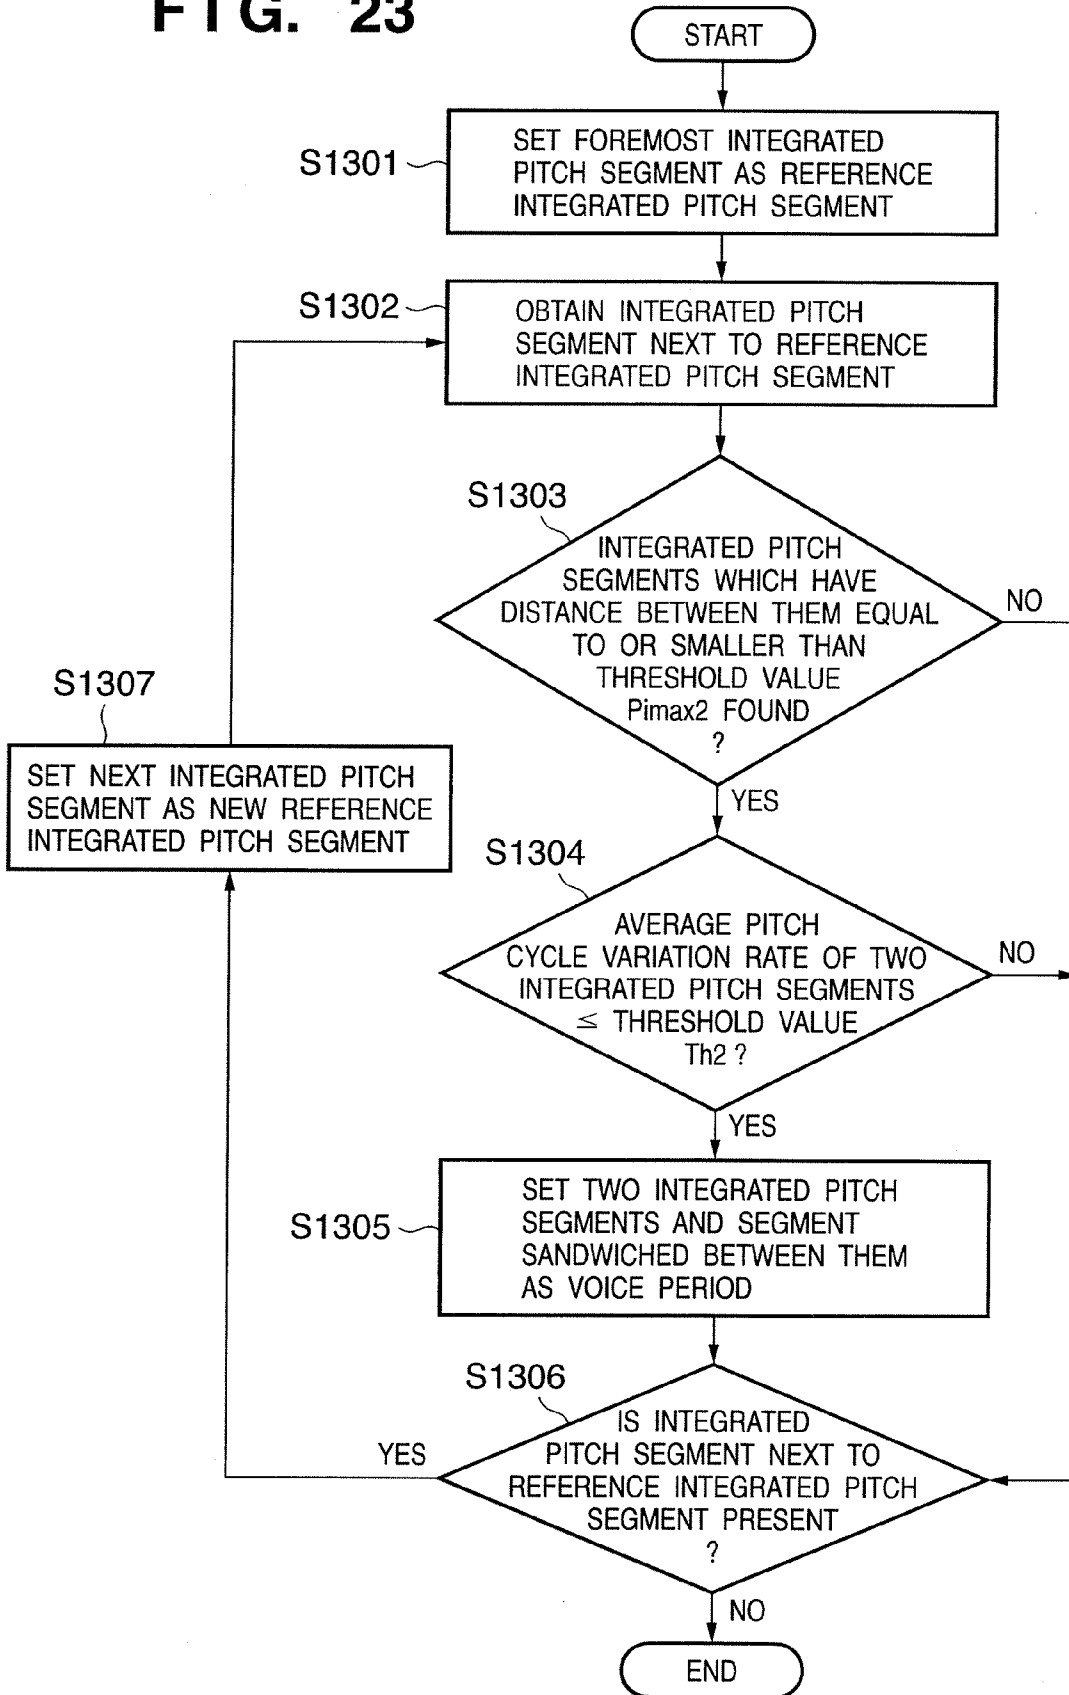 FIG. 23
START
S1301
SET FOREMOST INTEGRATED
PITCH SEGMENT AS REFERENCE
INTEGRATED PITCH SEGMENT
S1302
OBTAIN INTEGRATED PITCH
SEGMENT NEXT TO REFERENCE
INTEGRATED PITCH SEGMENT
S1303
INTEGRATED PITCH
SEGMENTS WHICH HAVE
DISTANCE BETWEEN THEM EQUAL
TO OR SMALLER THAN
THRESHOLD VALUE
Pimax2 FOUND
?
NO
YES
S1307
SET NEXT INTEGRATED PITCH
SEGMENT AS NEW REFERENCE
INTEGRATED PITCH SEGMENT
S1304
AVERAGE PITCH
CYCLE VARIATION RATE OF TWO
INTEGRATED PITCH SEGMENTS
≤ THRESHOLD VALUE
Th2 ?
NO
YES
S1305
SET TWO INTEGRATED PITCH
SEGMENTS AND SEGMENT
SANDWICHED BETWEEN THEM
AS VOICE PERIOD
S1306
IS INTEGRATED
PITCH SEGMENT NEXT TO
REFERENCE INTEGRATED PITCH
SEGMENT PRESENT
?
YES
NO
END